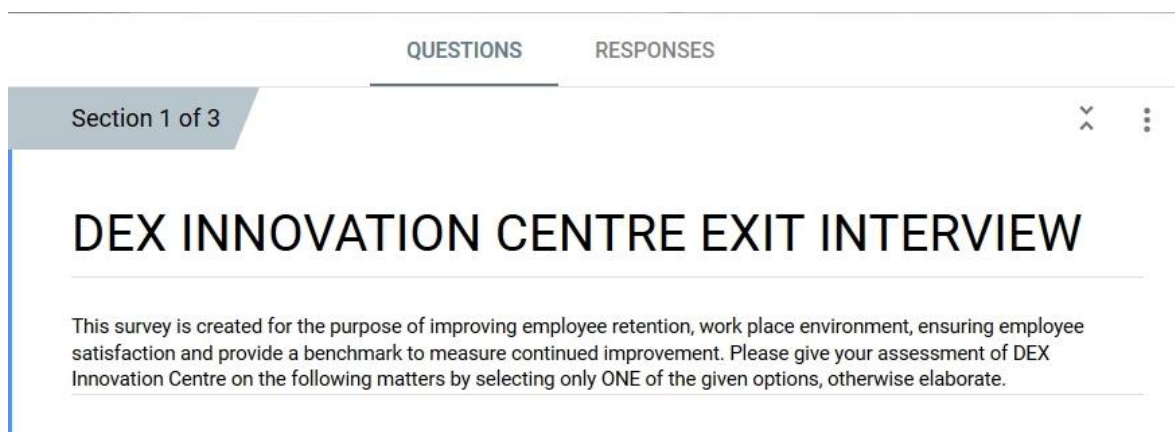 QUESTIONS RESPONSES
Section 1 of 3
DEX INNOVATION CENTRE EXIT INTERVIEW
This survey is created for the purpose of improving employee retention, work place environment, ensuring employee
satisfaction and provide a benchmark to measure continued improvement. Please give your assessment of DEX
Innovation Centre on the following matters by selecting only ONE of the given options, otherwise elaborate.